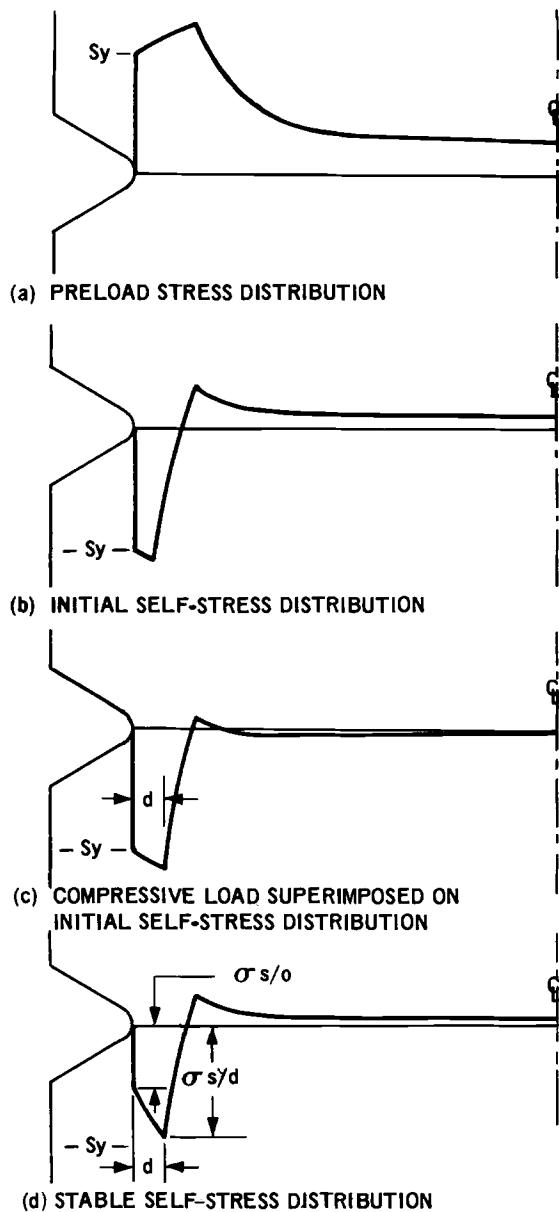 Sy
℄
(a) PRELOAD STRESS DISTRIBUTION
℄
– Sy –
(b) INITIAL SELF-STRESS DISTRIBUTION
℄
d
– Sy –
(c) COMPRESSIVE LOAD SUPERIMPOSED ON
INITIAL SELF-STRESS DISTRIBUTION
σ s/o
℄
σ s/d
– Sy –
d
(d) STABLE SELF-STRESS DISTRIBUTION